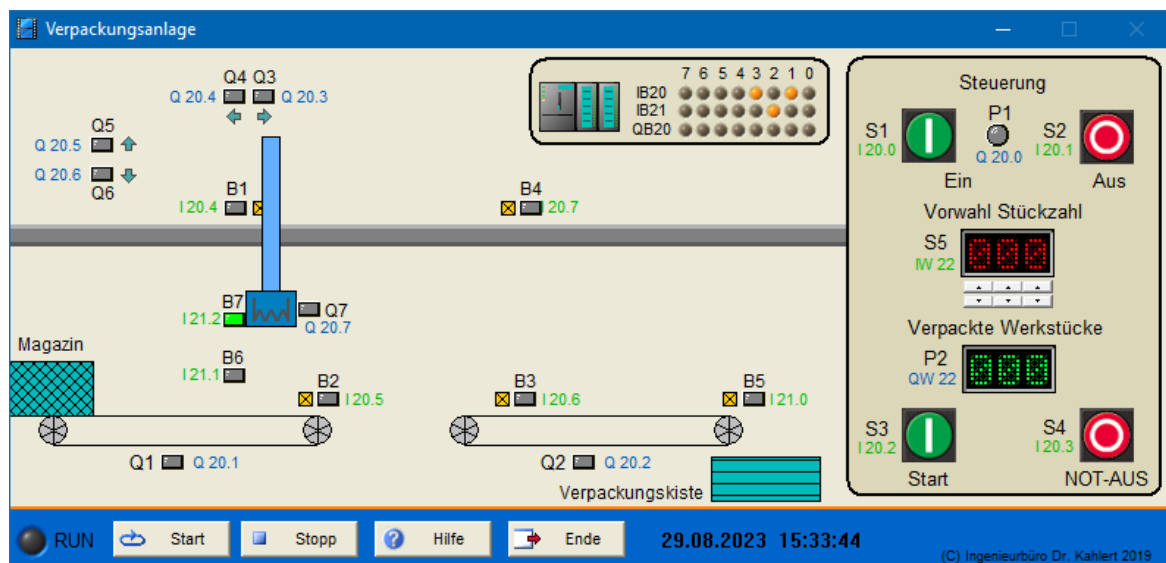 Verpackungsanlage
Q4 Q3
Q 20.4 Q 20.3
Q5
Q 20.5
Q 20.6
Q6
B1
I 20.4
B4
I 20.7
7 6 5 4 3 2 1 0
IB20
IB21
QB20
B7
I 21.2
Q7
Q 20.7
Magazin
B6
I 21.1
B2
I 20.5
B3
I 20.6
B5
I 21.0
Q1 Q 20.1
Q2 Q 20.2
Verpackungskiste
Steuerung
S1
I 20.0
P1
Q 20.0
S2
I 20.1
Ein Aus
Vorwahl Stückzahl
S5
IW 22
000
Verpackte Werkstücke
P2
QW 22
000
S3
I 20.2
S4
I 20.3
Start NOT-AUS
RUN Start Stopp Hilfe Ende 29.08.2023 15:33:44
(C) Ingenieurbüro Dr. Kahlert 2019